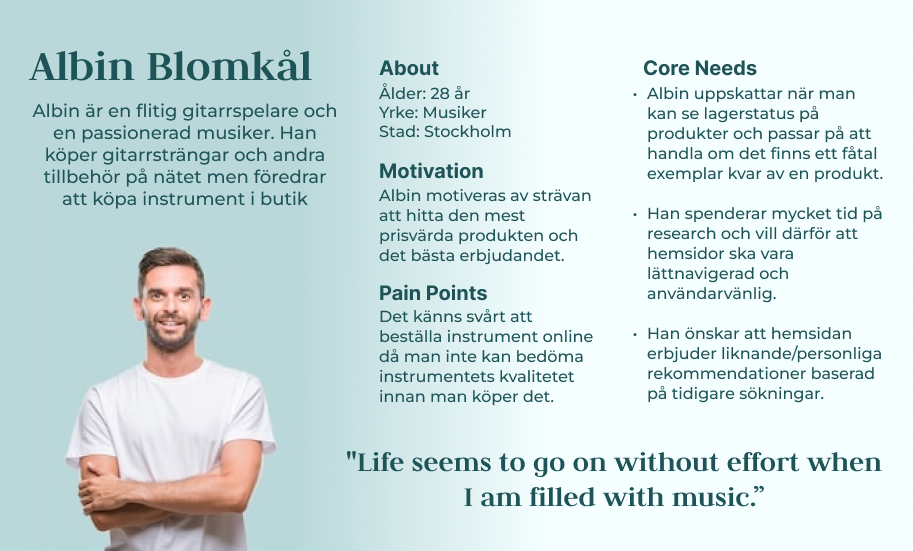 Albin Blomkål
Albin är en flitig gitarrspelare och
en passionerad musiker. Han
köper gitarrsträngar och andra
tillbehör på nätet men föredrar
att köpa instrument i butik
About
Ålder: 28 år
Yrke: Musiker
Stad: Stockholm
Motivation
Albin motiveras av strävan
att hitta den mest
prisvärda produkten och
det bästa erbjudandet.
Pain Points
Det känns svårt att
beställa instrument online
då man inte kan bedöma
instrumentets kvalitetet
innan man köper det.
Core Needs
• Albin uppskattar när man
kan se lagerstatus på
produkter och passar på att
handla om det finns ett fåtal
exemplar kvar av en produkt.
• Han spenderar mycket tid på
research och vill därför att
hemsidor ska vara
lättnavigerad och
användarvänlig.
• Han önskar att hemsidan
erbjuder liknande/personliga
rekommendationer baserad
på tidigare sökningar.
"Life seems to go on without effort when
I am filled with music.”